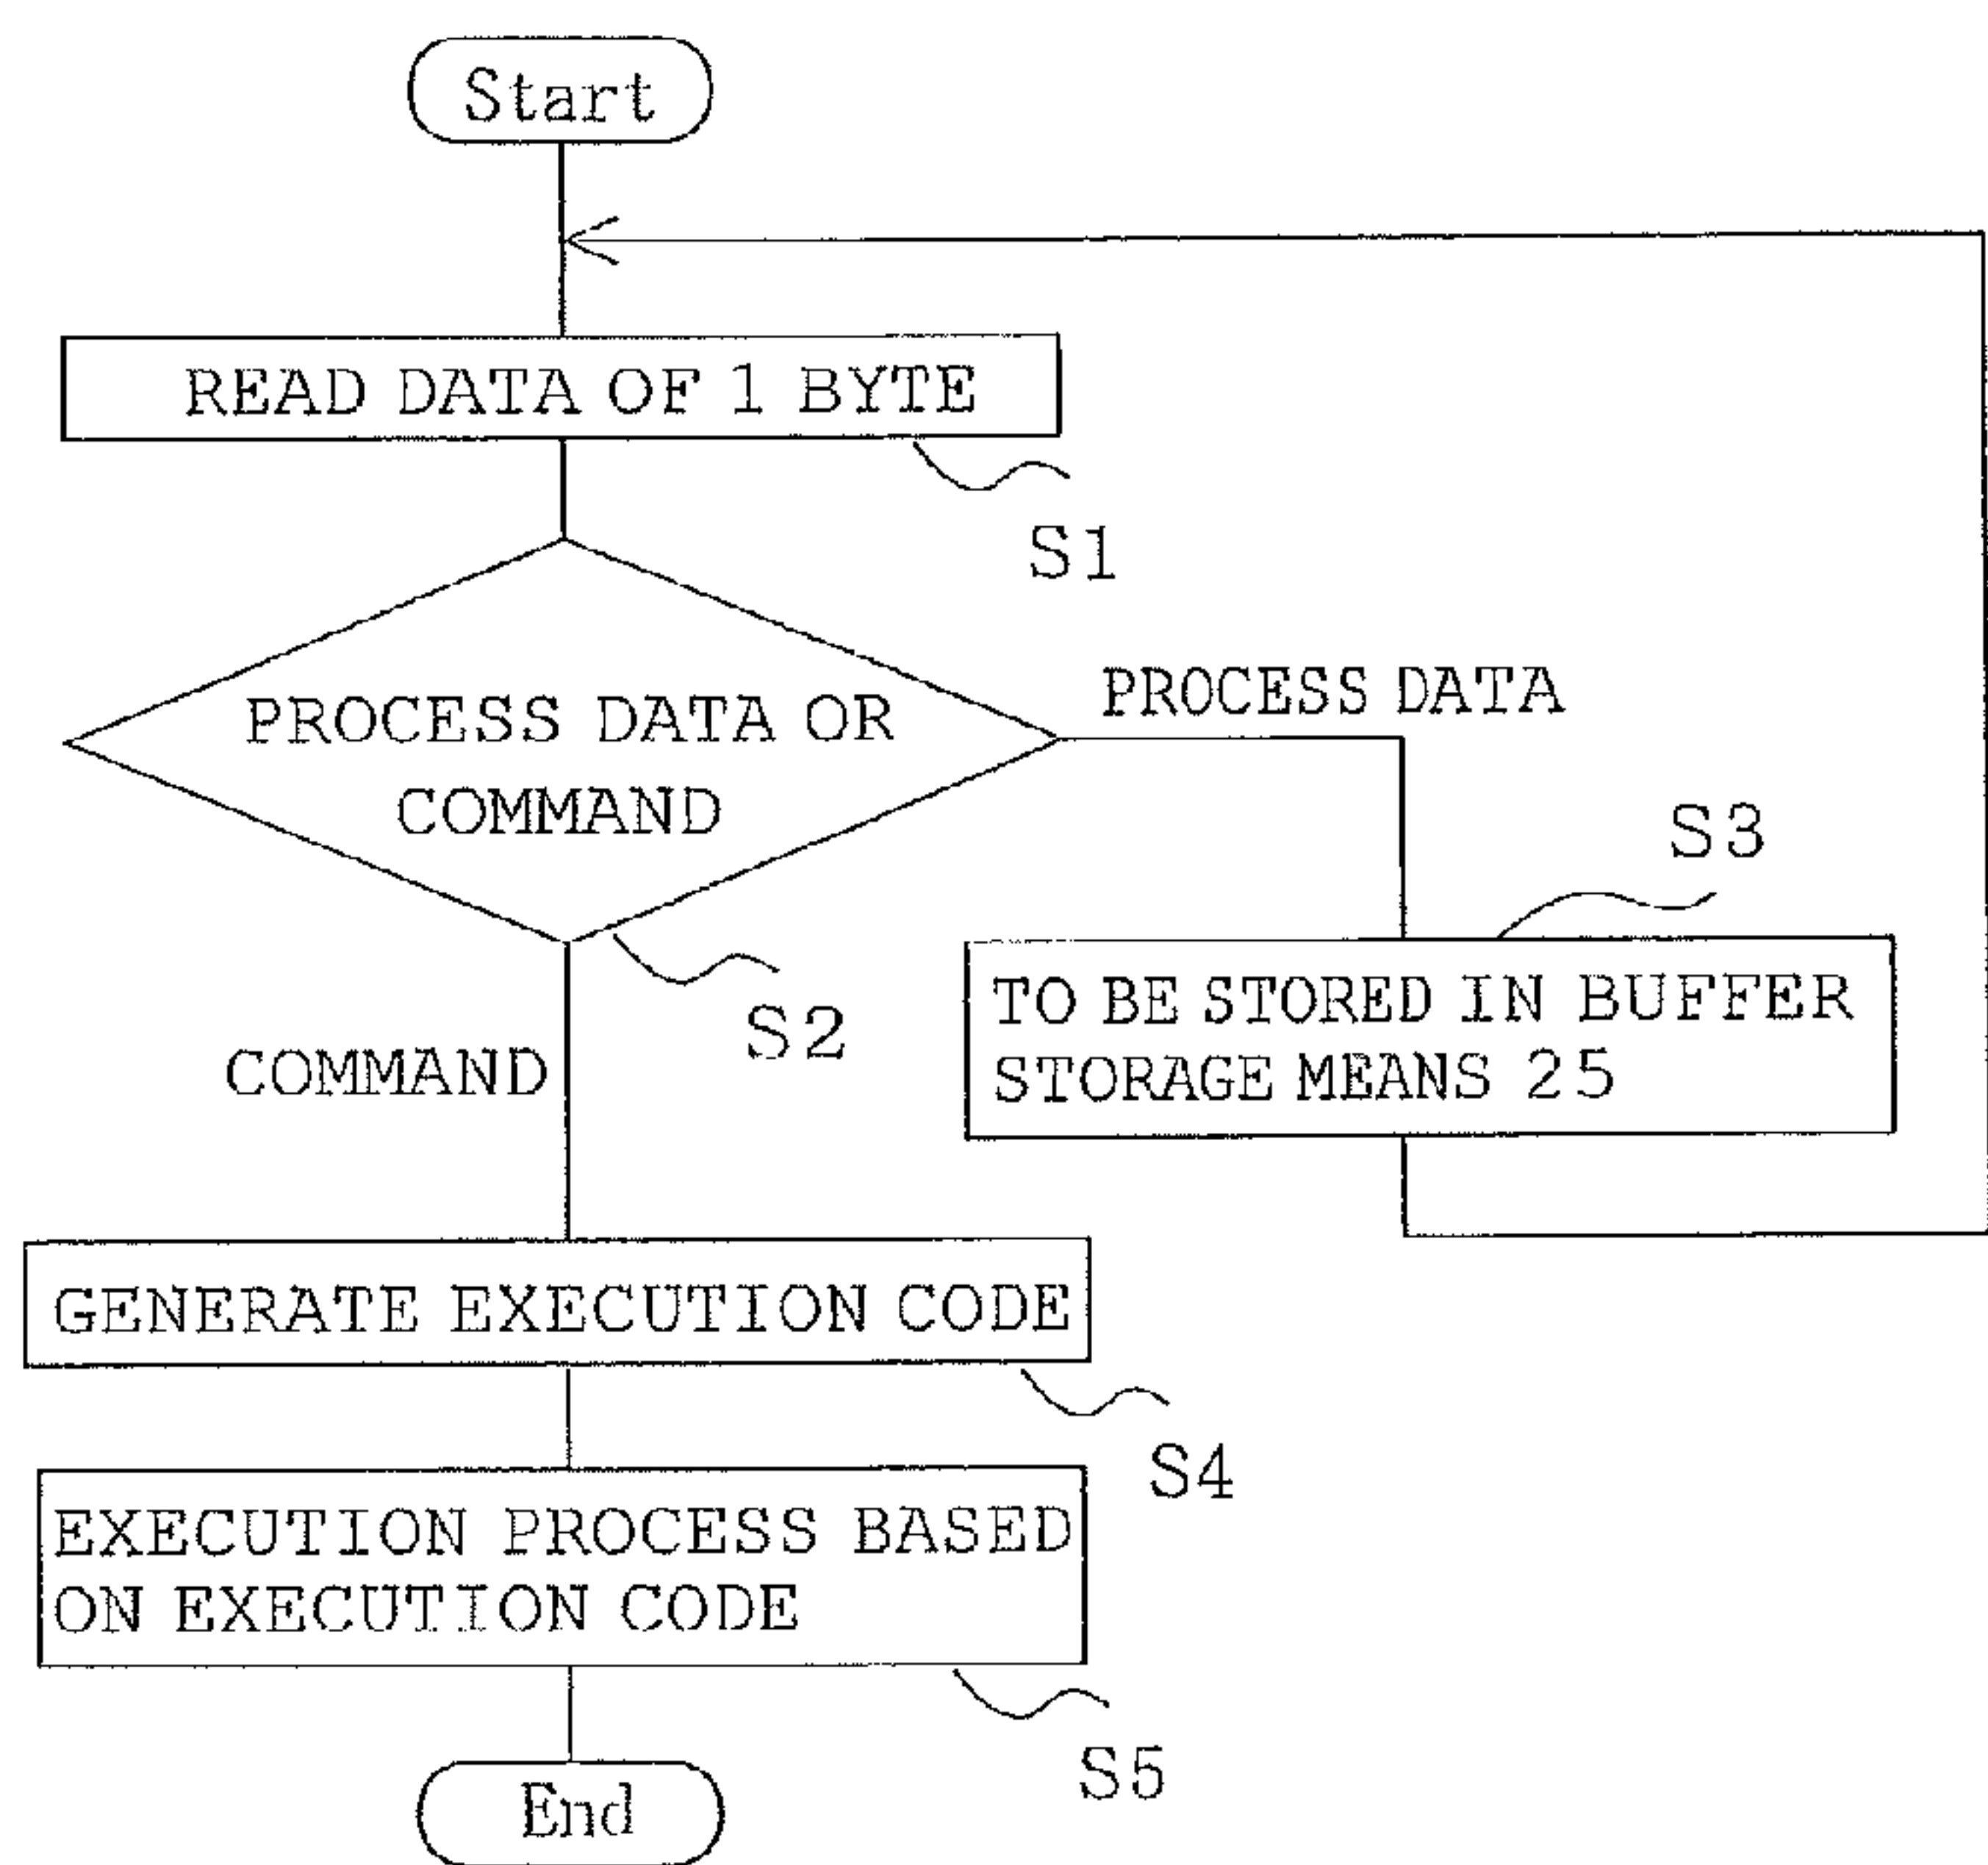 Start
READ DATA OF 1 BYTE
S1
PROCESS DATA OR
COMMAND
PROCESS DATA
S3
S2
TO BE STORED IN BUFFER
STORAGE MEANS 25
COMMAND
GENERATE EXECUTION CODE
S4
EXECUTION PROCESS BASED
ON EXECUTION CODE
S5
End